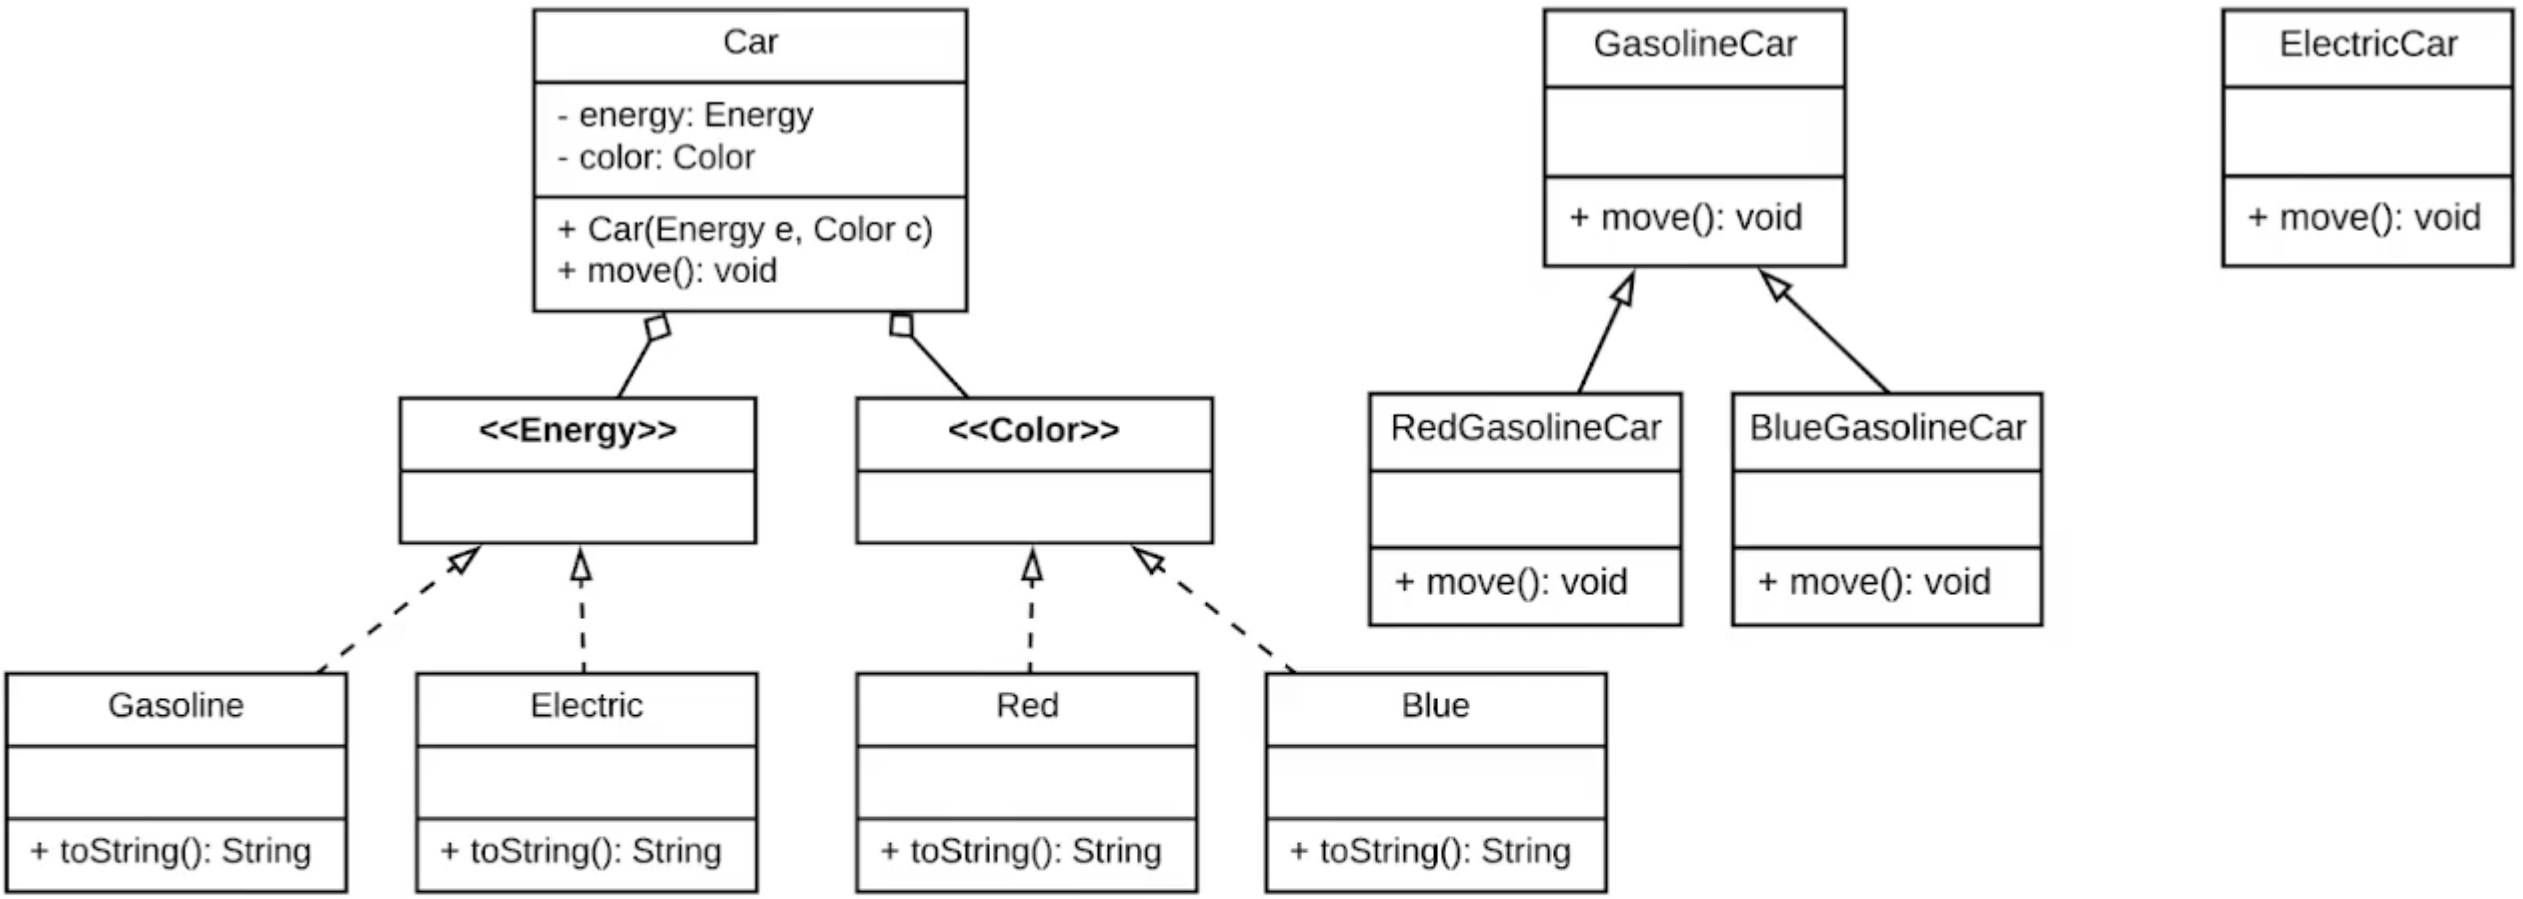 Car
- energy: Energy
- color: Color
+ Car(Energy e, Color c)
+ move(): void
<<Energy>>
<<Color>>
Gasoline
+ toString(): String
Electric
+ toString(): String
Red
+ toString(): String
Blue
+ toString(): String
GasolineCar
+ move(): void
RedGasolineCar
+ move(): void
BlueGasolineCar
+ move(): void
ElectricCar
+ move(): void